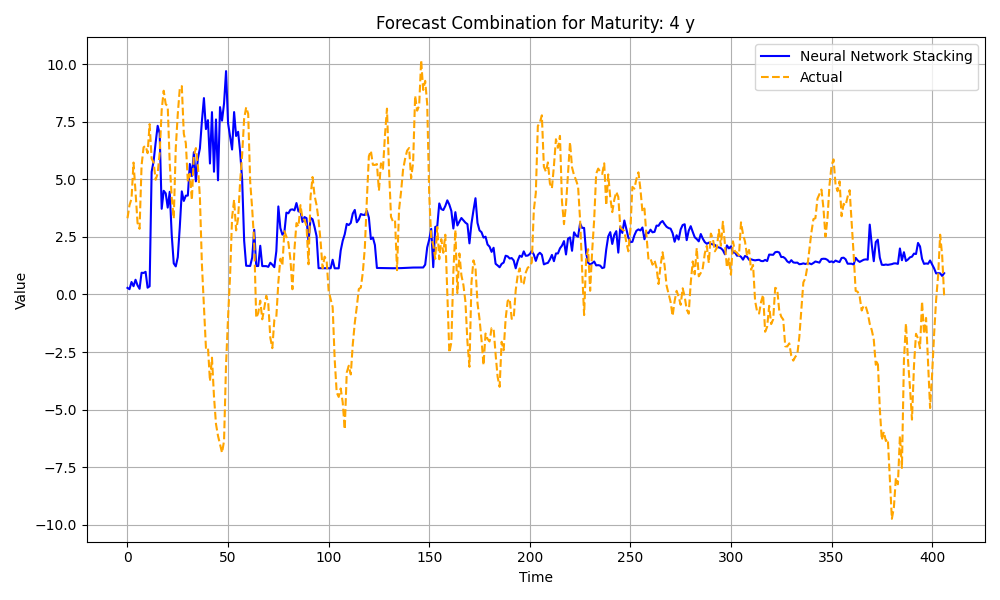 Forecast Combination for Maturity: 4 y
Neural Network Stacking
Actual
Value
10.0
7.5
5.0
2.5
0.0
−2.5
−5.0
−7.5
−10.0
0 50 100 150 200 250 300 350 400
Time